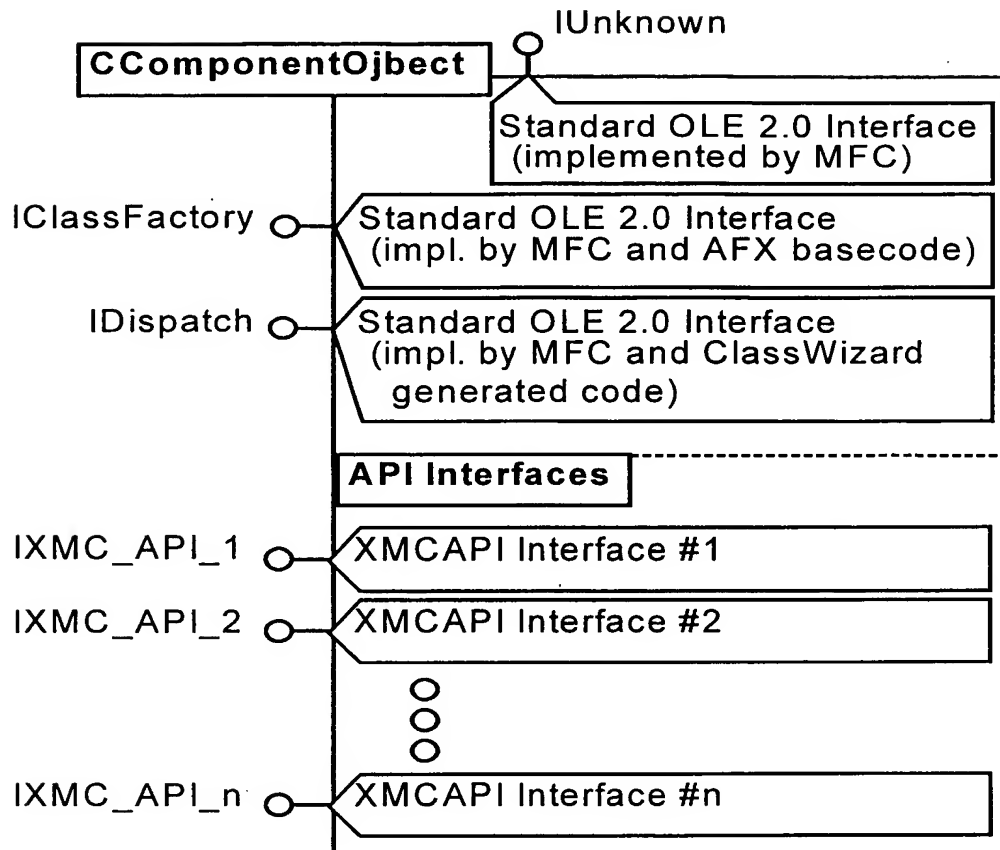 IUnknown
CComponentOjbect
Standard OLE 2.0 Interface
(implemented by MFC)
IClassFactory
Standard OLE 2.0 Interface
(impl. by MFC and AFX basecode)
IDispatch
Standard OLE 2.0 Interface
(impl. by MFC and ClassWizard
generated code)
API Interfaces
IXMC_API_1
XMCAPI Interface #1
IXMC_API_2
XMCAPI Interface #2
IXMC_API_n
XMCAPI Interface #n